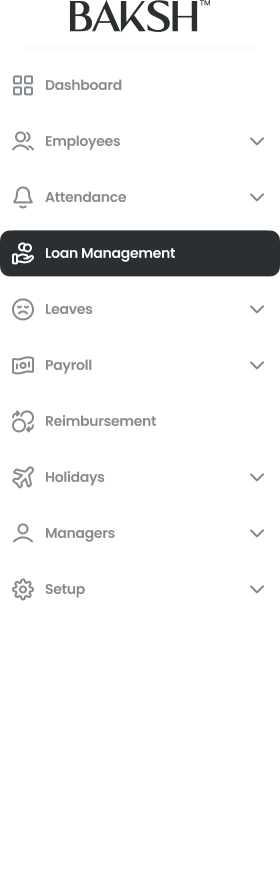 BAKSH™
Dashboard
Employees
Attendance
Loan Management
Leaves
Payroll
Reimbursement
Holidays
Managers
Setup